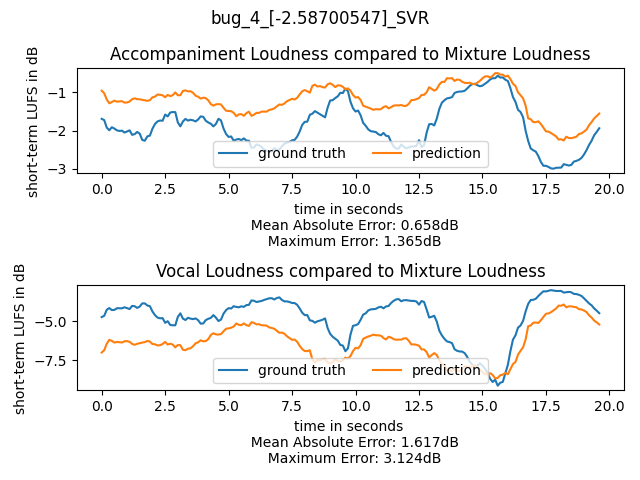 bug_4_[-2.58700547]_SVR
Accompaniment Loudness compared to Mixture Loudness
short-term LUFS in dB
−1
−2
−3
ground truth
prediction
0.0 2.5 5.0 7.5 10.0 12.5 15.0 17.5 20.0
time in seconds
Mean Absolute Error: 0.658dB
Maximum Error: 1.365dB
Vocal Loudness compared to Mixture Loudness
short-term LUFS in dB
−5.0
−7.5
ground truth
prediction
0.0 2.5 5.0 7.5 10.0 12.5 15.0 17.5 20.0
time in seconds
Mean Absolute Error: 1.617dB
Maximum Error: 3.124dB